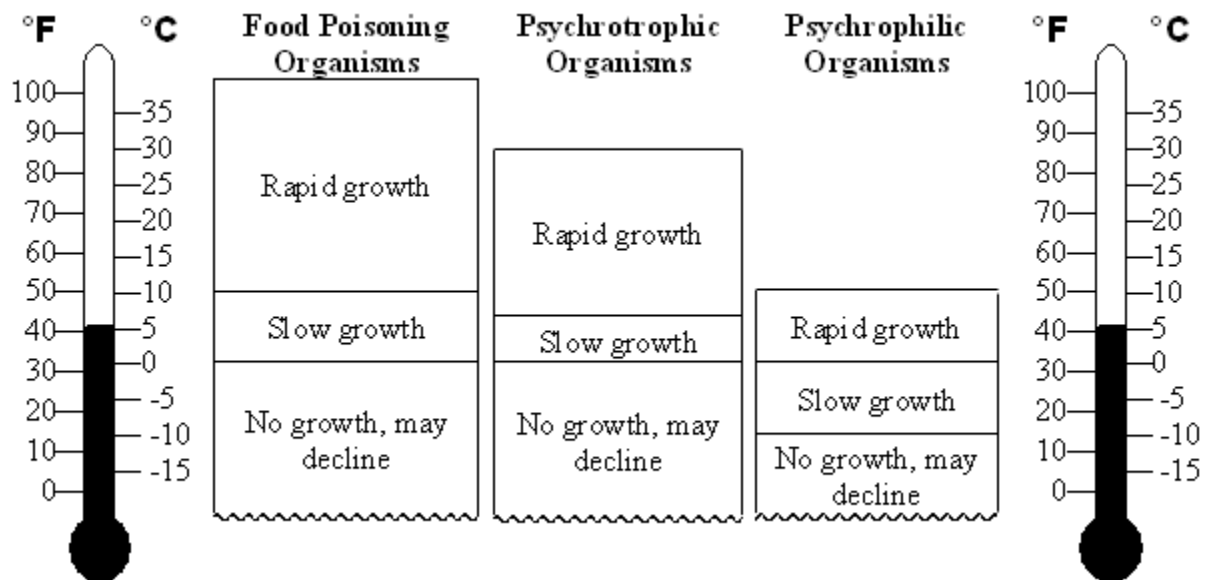 °F °C Food Poisoning Psychrotrophic Psychrophilic °F °C
Organisms Organisms Organisms
100 100
35 35
90 90
30 30
80 80
Rapid growth
25 25
70 70
20 20
Rapid growth
60 60
15 15
50 50
10 10
40 Slow growth Rapid growth 40
5 5
Slow growth
0 0
30 30
-5 Slow growth -5
20 20
No growth, may No growth, may
-10 -10
decline decline
10 10
-15 No growth, may -15
0 decline 0